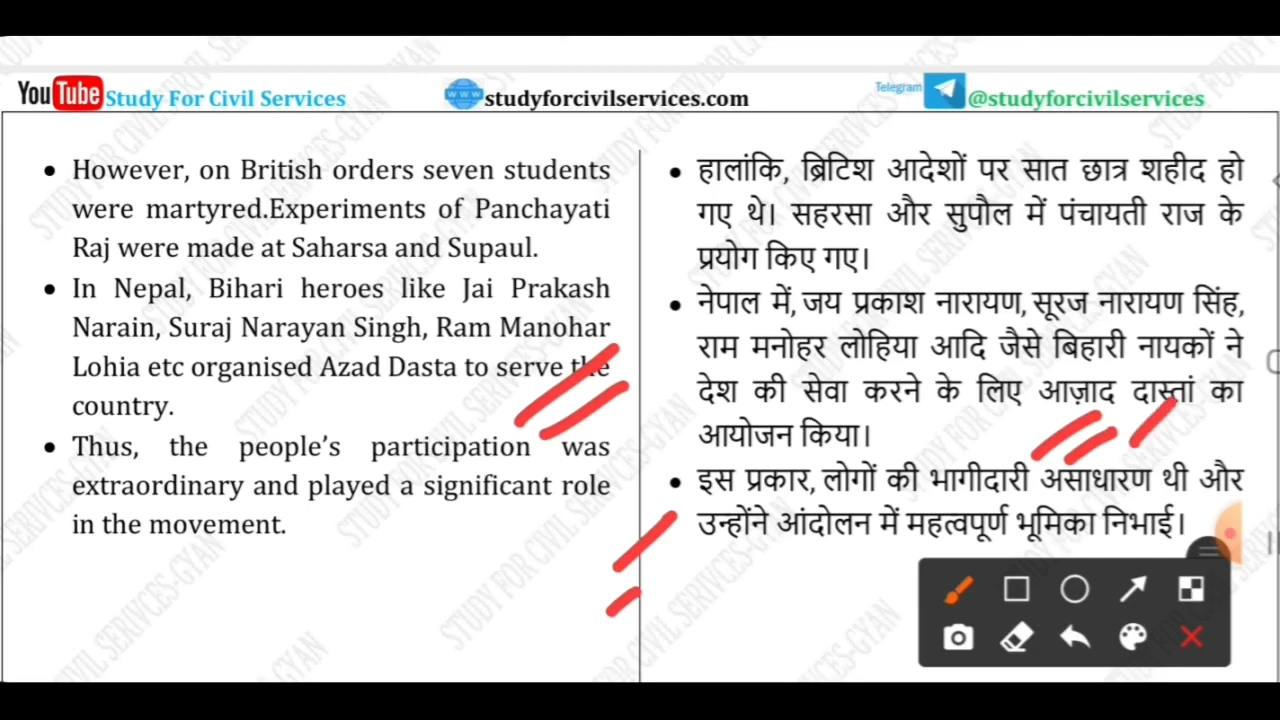 YouTube Study For Civil Services
www studyforcivilservices.com
Telegram @studyforcivilservices
• However, on British orders seven students
were martyred.Experiments of Panchayati
Raj were made at Saharsa and Supaul.
• In Nepal, Bihari heroes like Jai Prakash
Narain, Suraj Narayan Singh, Ram Manohar
Lohia etc organised Azad Dasta to serve the
country.
• Thus, the people’s participation was
extraordinary and played a significant role
in the movement.
• हालांकि, ब्रिटिश आदेशों पर सात छात्र शहीद हो
गए थे। सहरसा और सुपौल में पंचायती राज के
प्रयोग किए गए।
• नेपाल में, जय प्रकाश नारायण, सूरज नारायण सिंह,
राम मनोहर लोहिया आदि जैसे बिहारी नायकों ने
देश की सेवा करने के लिए आज़ाद दास्तां का
आयोजन किया।
• इस प्रकार, लोगों की भागीदारी असाधारण थी और
उन्होंने आंदोलन में महत्वपूर्ण भूमिका निभाई।